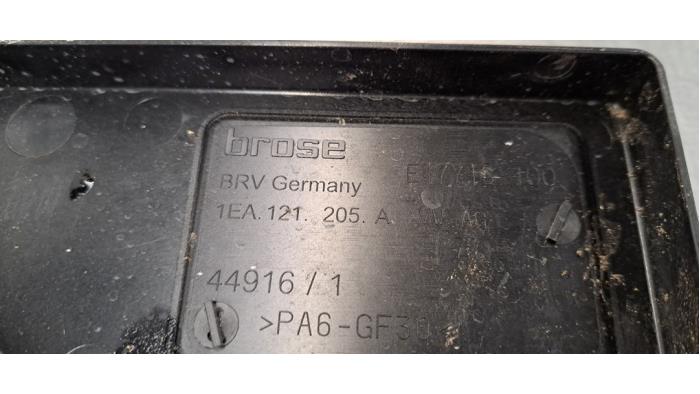 brose
BRV Germany
1EA.121. 205. A
44916 / 1
>PA6-GF30